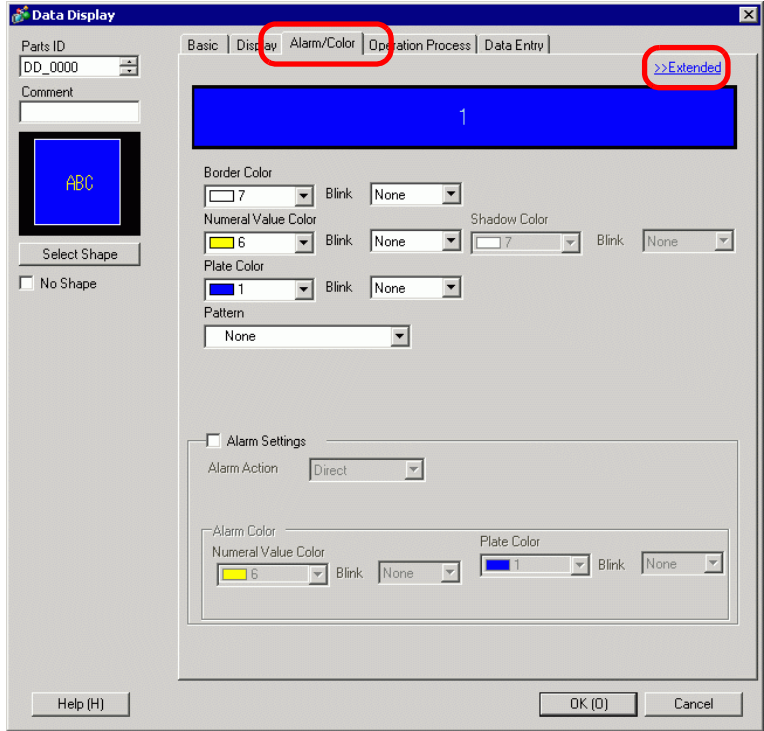 Data Display
Parts ID
DD_0000
Comment
ABC
Select Shape
No Shape
Help (H)
Basic Display Alarm/Color Operation Process Data Entry
>>Extended
1
Border Color
7 Blink None
Numeral Value Color Shadow Color
6 Blink None 7 Blink None
Plate Color
1 Blink None
Pattern
None
Alarm Settings
Alarm Action Direct
Alarm Color
Numeral Value Color Plate Color
6 Blink None 1 Blink None
OK (O) Cancel